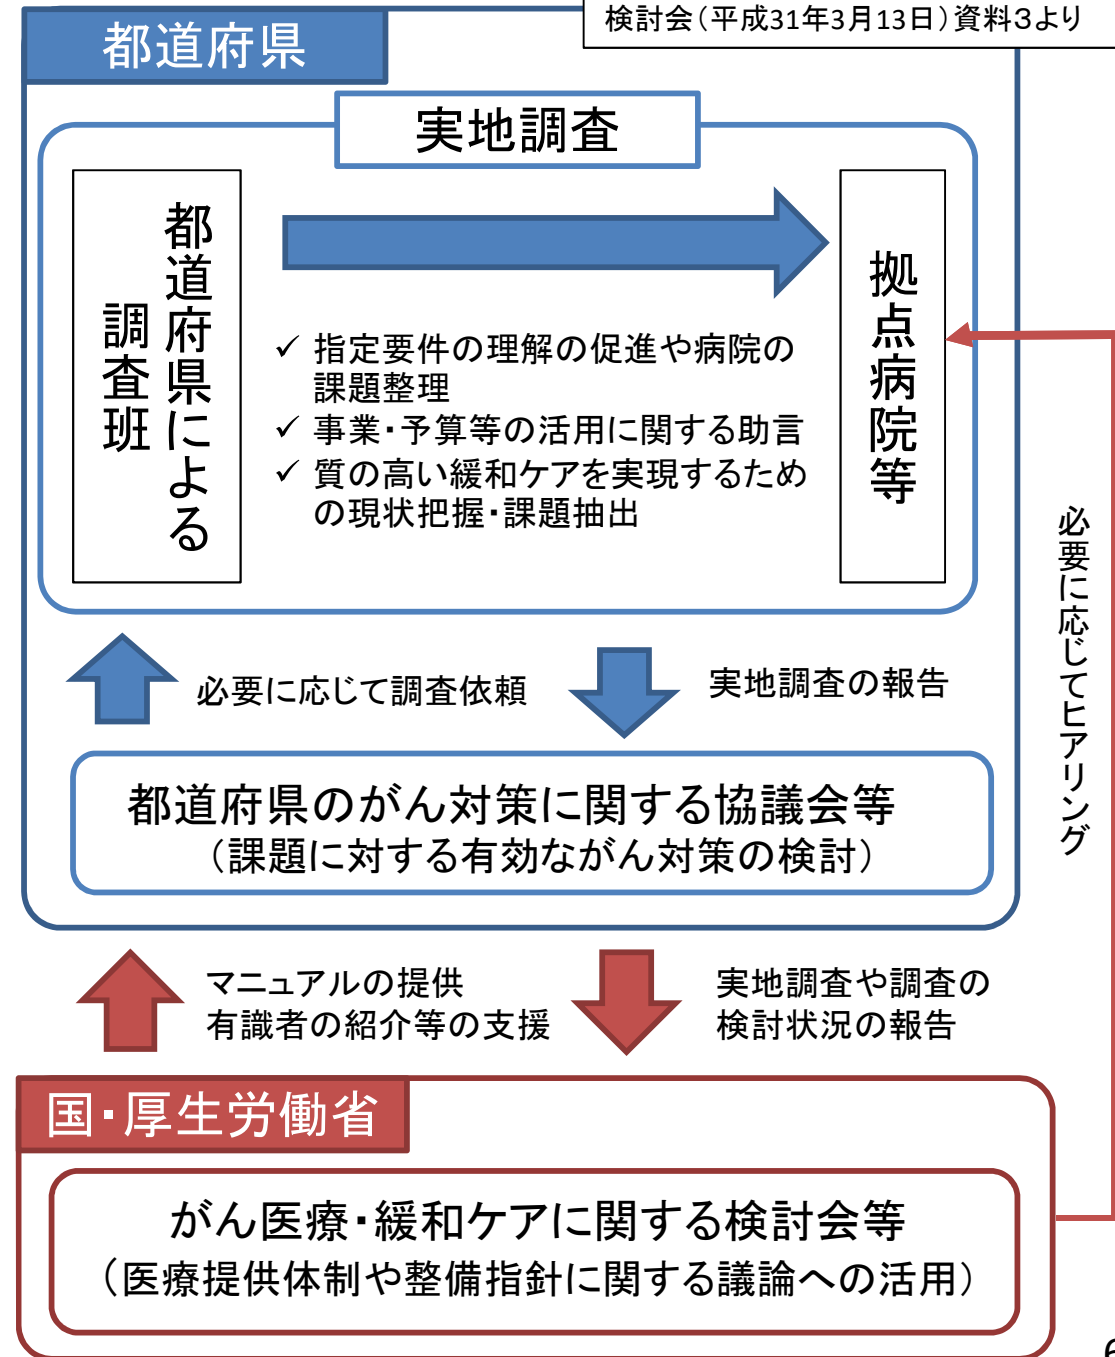 検討会（平成31年3月13日）資料３より
都道府県
実地調査
都道府県による
調査班
拠点病院等
✓ 指定要件の理解の促進や病院の
課題整理
✓ 事業・予算等の活用に関する助言
✓ 質の高い緩和ケアを実現するため
の現状把握・課題抽出
必要に応じてヒアリング
必要に応じて調査依頼
実地調査の報告
都道府県のがん対策に関する協議会等
（課題に対する有効ながん対策の検討）
マニュアルの提供
有識者の紹介等の支援
実地調査や調査の
検討状況の報告
国・厚生労働省
がん医療・緩和ケアに関する検討会等
（医療提供体制や整備指針に関する議論への活用）